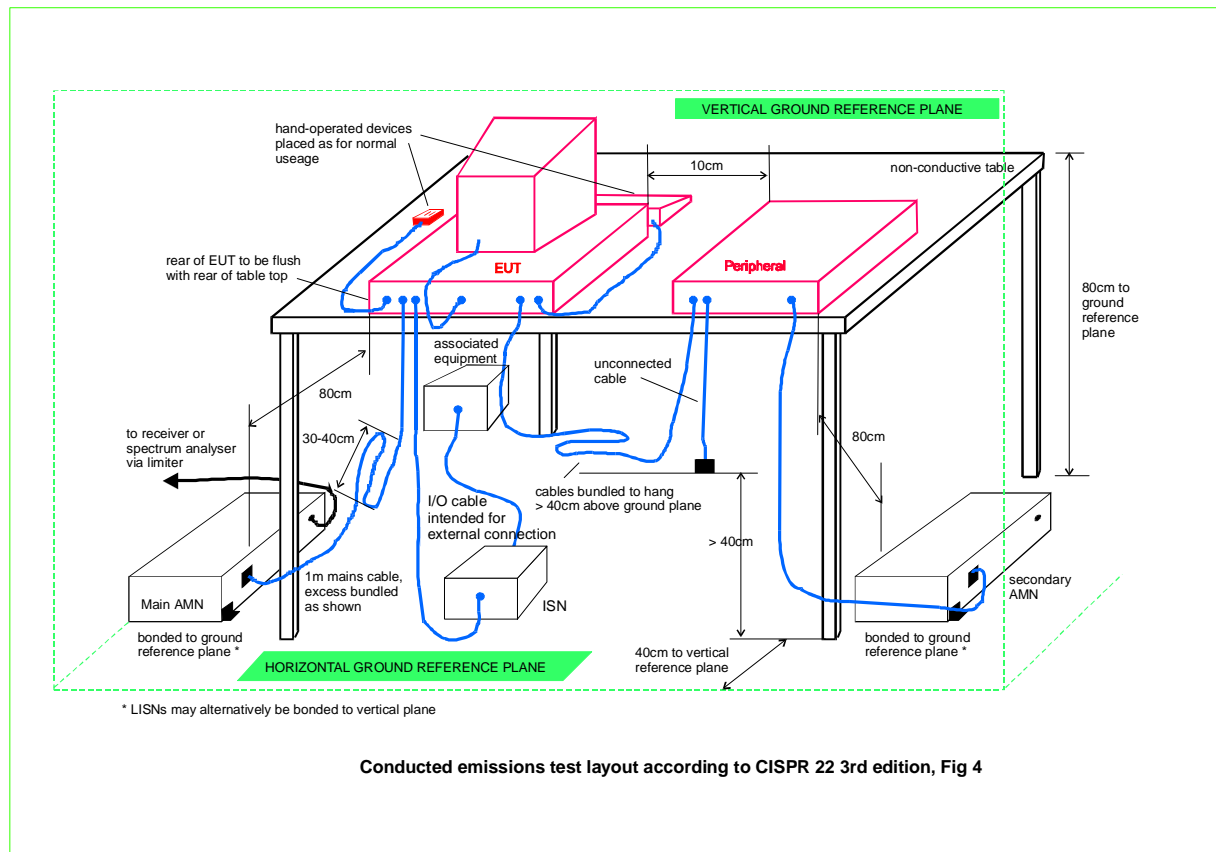 VERTICAL GROUND REFERENCE PLANE
hand-operated devices
placed as for normal
useage
10cm
non-conductive table
rear of EUT to be flush
with rear of table top
EUT
Peripheral
80cm to
ground
reference
plane
associated
equipment
unconnected
cable
80cm
to receiver or
spectrum analyser
via limiter
30-40cm
80cm
cables bundled to hang
> 40cm above ground plane
I/O cable
intended for
external connection
> 40cm
1m mains cable,
excess bundled
as shown
Main AMN
ISN
secondary
AMN
bonded to ground
reference plane *
bonded to ground
reference plane *
40cm to vertical
reference plane
HORIZONTAL GROUND REFERENCE PLANE
* LISNs may alternatively be bonded to vertical plane
Conducted emissions test layout according to CISPR 22 3rd edition, Fig 4